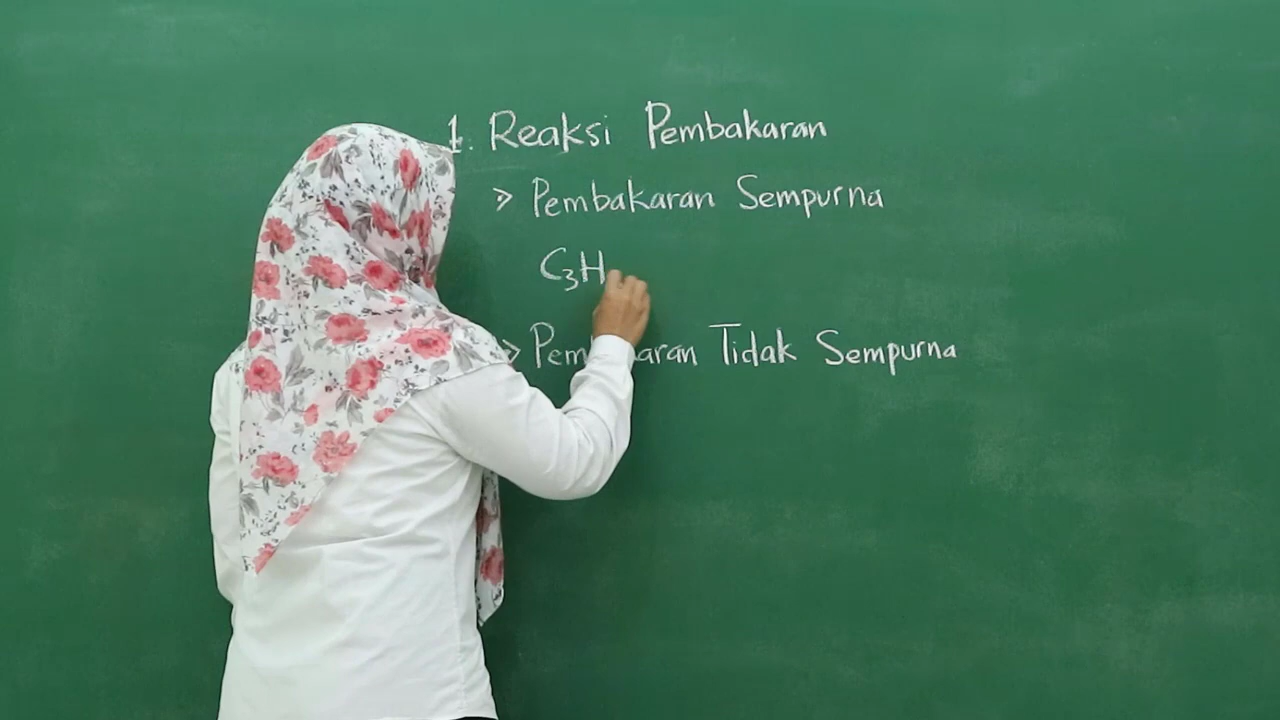 1. Reaksi Pembakaran
> Pembakaran Sempurna
C₃H
> Tidak Sempurna